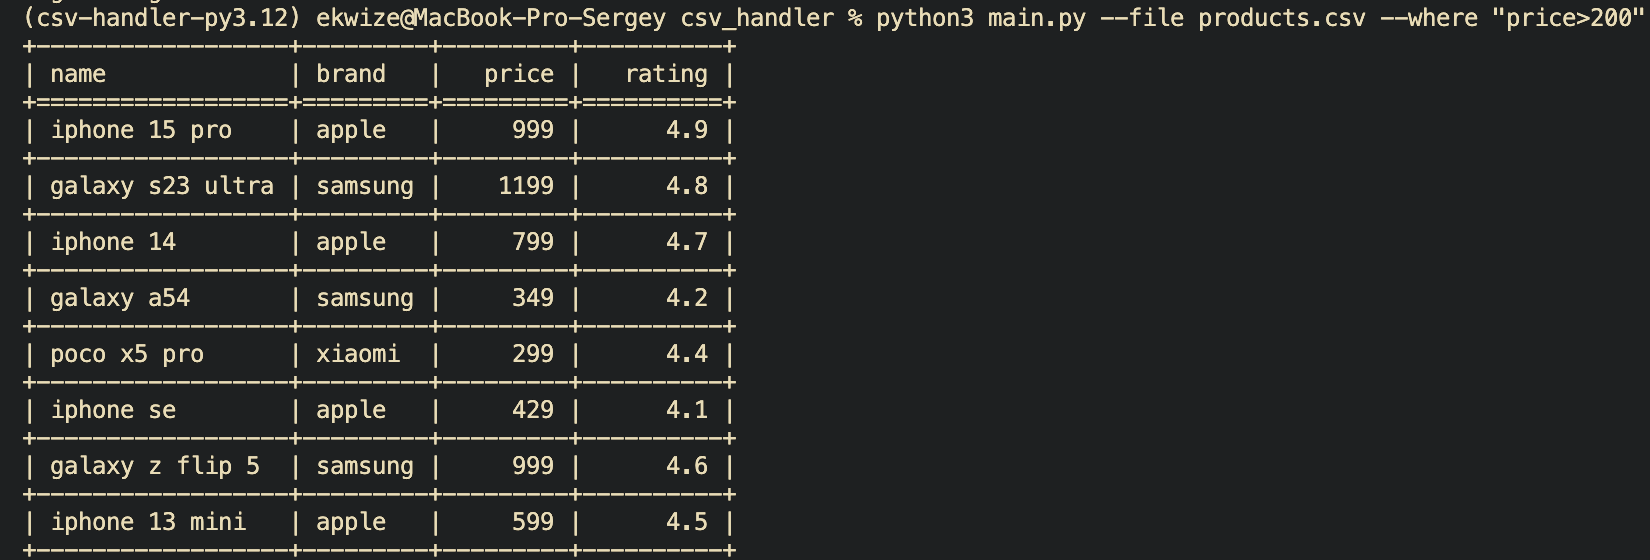 (csv-handler-py3.12) ekwize@MacBook-Pro-Sergey csv_handler % python3 main.py --file products.csv --where "price>200"
+------------------+---------+---------+----------+
| name             | brand   |   price |   rating |
+==================+=========+=========+==========+
| iphone 15 pro    | apple   |     999 |      4.9 |
+------------------+---------+---------+----------+
| galaxy s23 ultra | samsung |    1199 |      4.8 |
+------------------+---------+---------+----------+
| iphone 14        | apple   |     799 |      4.7 |
+------------------+---------+---------+----------+
| galaxy a54       | samsung |     349 |      4.2 |
+------------------+---------+---------+----------+
| poco x5 pro      | xiaomi  |     299 |      4.4 |
+------------------+---------+---------+----------+
| iphone se        | apple   |     429 |      4.1 |
+------------------+---------+---------+----------+
| galaxy z flip 5  | samsung |     999 |      4.6 |
+------------------+---------+---------+----------+
| iphone 13 mini   | apple   |     599 |      4.5 |
+------------------+---------+---------+----------+